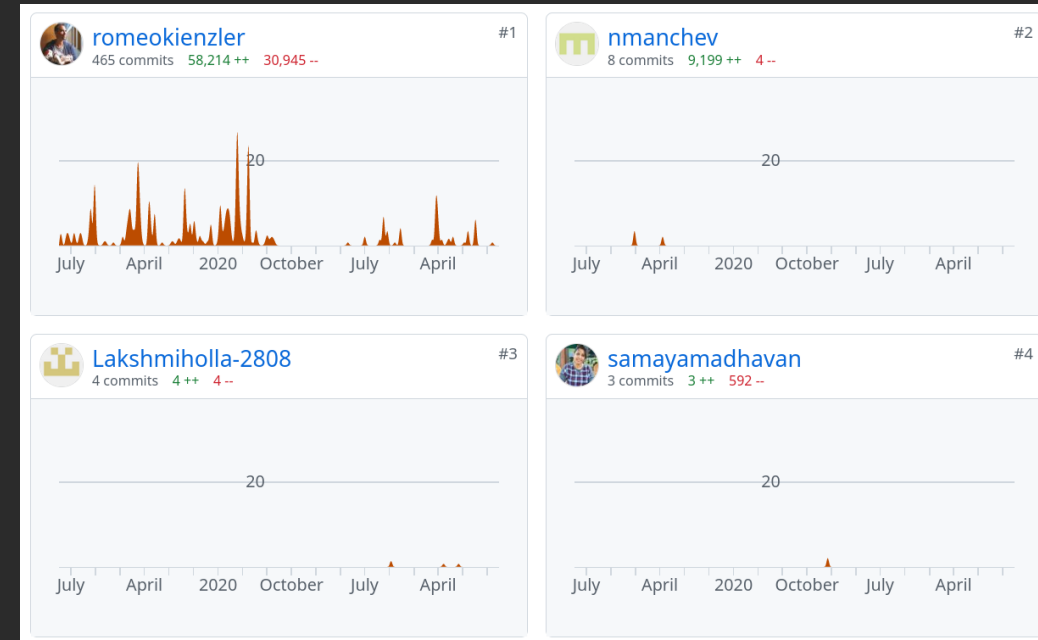 romeokienzler #1
465 commits 58,214 ++ 30,945 --
20
July April 2020 October July April
nmanchev #2
8 commits 9,199 ++ 4 --
20
July April 2020 October July April
Lakshmiholla-2808 #3
4 commits 4 ++ 4 --
20
July April 2020 October July April
samayamadhavan #4
3 commits 3 ++ 592 --
20
July April 2020 October July April